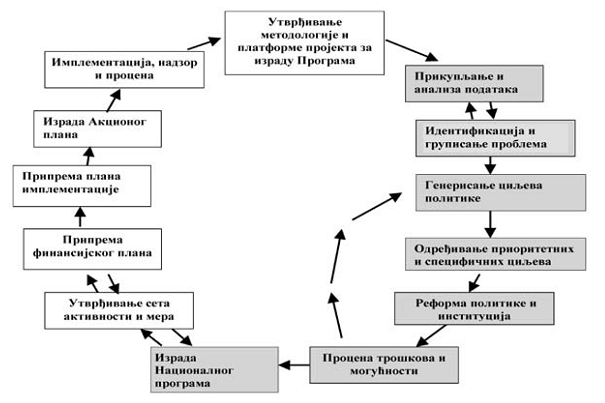 Утврђивање
методологије и
платформе пројекта за
израду Програма
Прикупљање и
анализа података
Идентификација и
груписање проблема
Генерисање циљева
политике
Одређивање приоритетних
и специфичних циљева
Реформа политике и
институција
Процена трошкова и
могућности
Израда
Националног
програма
Утврђивање сета
активности и мера
Припрема
финансијског плана
Припрема плана
имплементације
Израда Акционог
плана
Имплементација, надзор
и процена